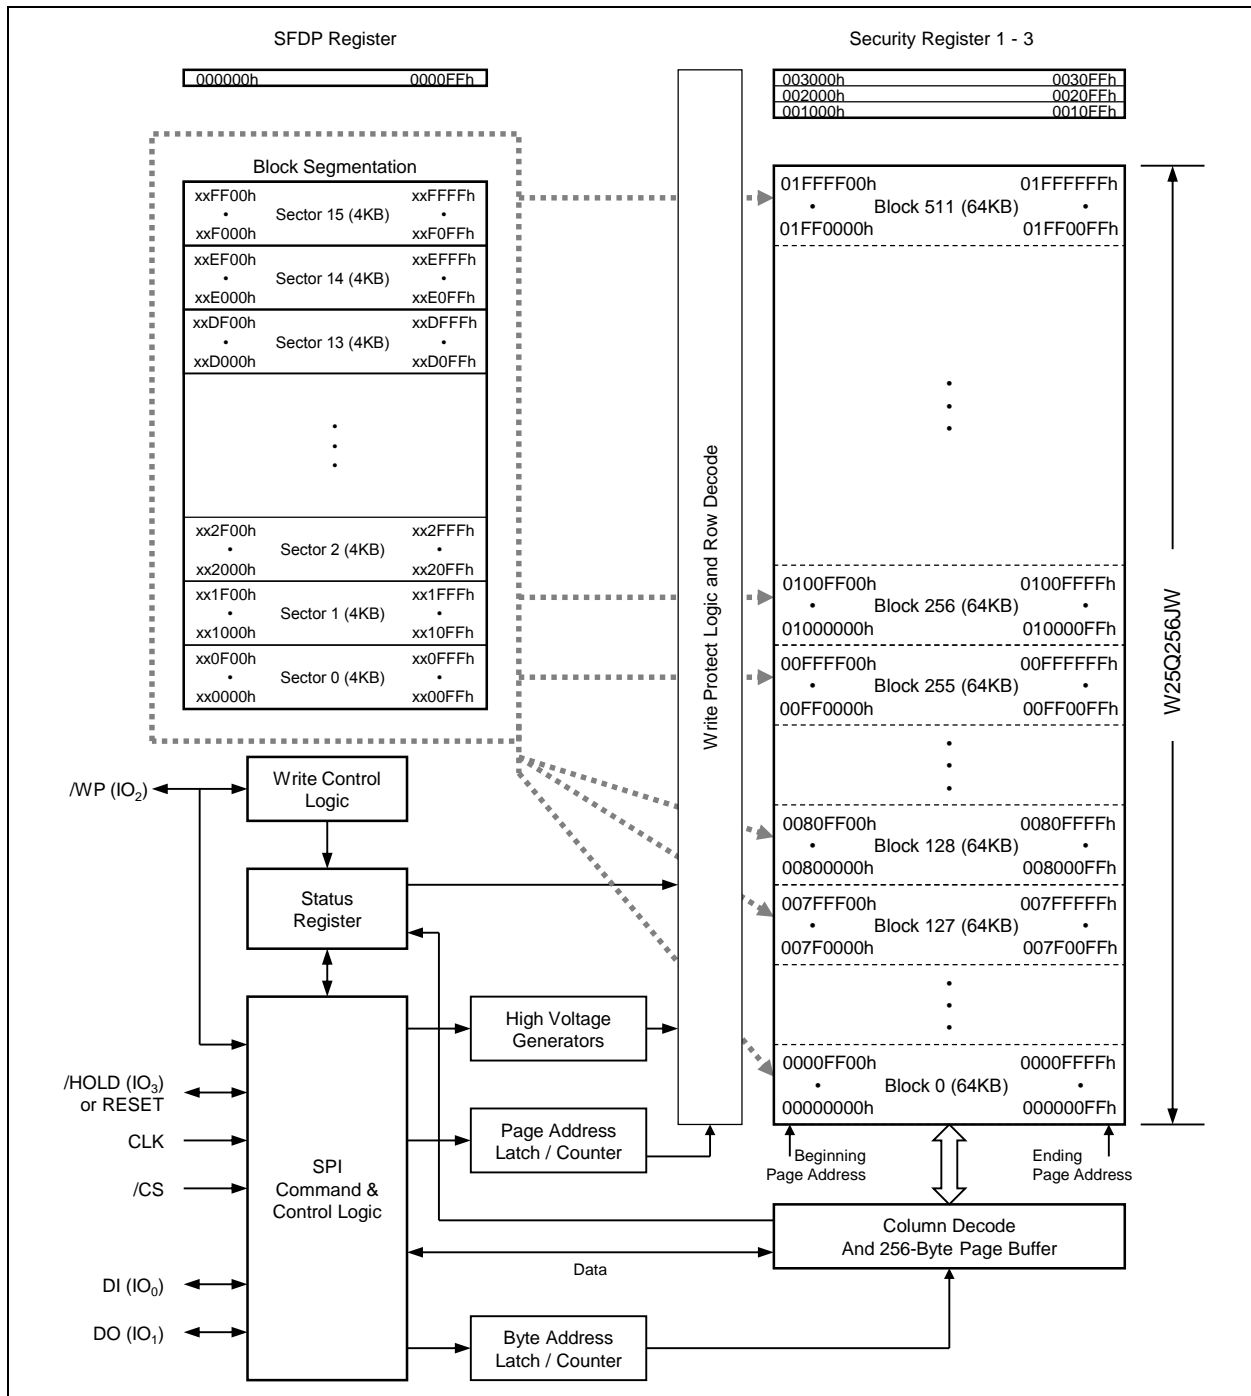 SFDP Register
000000h 0000FFh
Security Register 1 - 3
003000h 0030FFh
002000h 0020FFh
001000h 0010FFh
Block Segmentation
xxFF00h xxFFFFh
• Sector 15 (4KB) •
xxF000h xxF0FFh
xxEF00h xxEFFFh
• Sector 14 (4KB) •
xxE000h xxE0FFh
xxDF00h xxDFFFh
• Sector 13 (4KB) •
xxD000h xxD0FFh
xx2F00h xx2FFFh
• Sector 2 (4KB) •
xx2000h xx20FFh
xx1F00h xx1FFFh
• Sector 1 (4KB) •
xx1000h xx10FFh
xx0F00h xx0FFFh
• Sector 0 (4KB) •
xx0000h xx00FFh
Write Protect Logic and Row Decode
01FFFF00h 01FFFFFFh
• Block 511 (64KB) •
01FF0000h 01FF00FFh
0100FF00h 0100FFFFh
• Block 256 (64KB) •
01000000h 010000FFh
00FFFF00h 00FFFFFFh
• Block 255 (64KB) •
00FF0000h 00FF00FFh
0080FF00h 0080FFFFh
• Block 128 (64KB) •
00800000h 008000FFh
007FFF00h 007FFFFFh
• Block 127 (64KB) •
007F0000h 007F00FFh
0000FF00h 0000FFFFh
• Block 0 (64KB) •
00000000h 000000FFh
W25Q256JW
Beginning
Page Address
Ending
Page Address
/WP (IO2)
Write Control
Logic
Status
Register
High Voltage
Generators
/HOLD (IO3)
or RESET
CLK
/CS
DI (IO0)
DO (IO1)
SPI
Command &
Control Logic
Page Address
Latch / Counter
Column Decode
And 256-Byte Page Buffer
Data
Byte Address
Latch / Counter